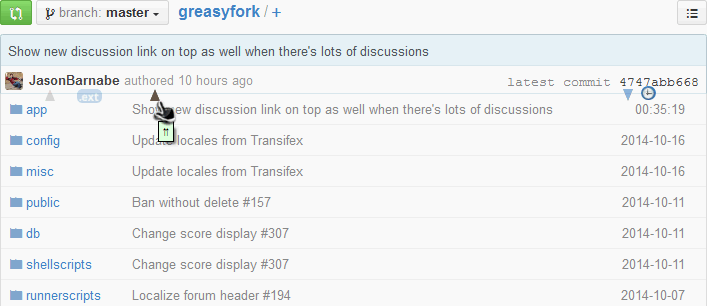 branch: master greasyfork / +
Show new discussion link on top as well when there's lots of discussions
JasonBarnabe authored 10 hours ago latest commit 4747abb668
.ext
app Show new discussion link on top as well when there's lots of discussions 00:35:19
config Update locales from Transifex 2014-10-16
misc Update locales from Transifex 2014-10-16
public Ban without delete #157 2014-10-11
db Change score display #307 2014-10-11
shellscripts Change score display #307 2014-10-11
runnerscripts Localize forum header #194 2014-10-07